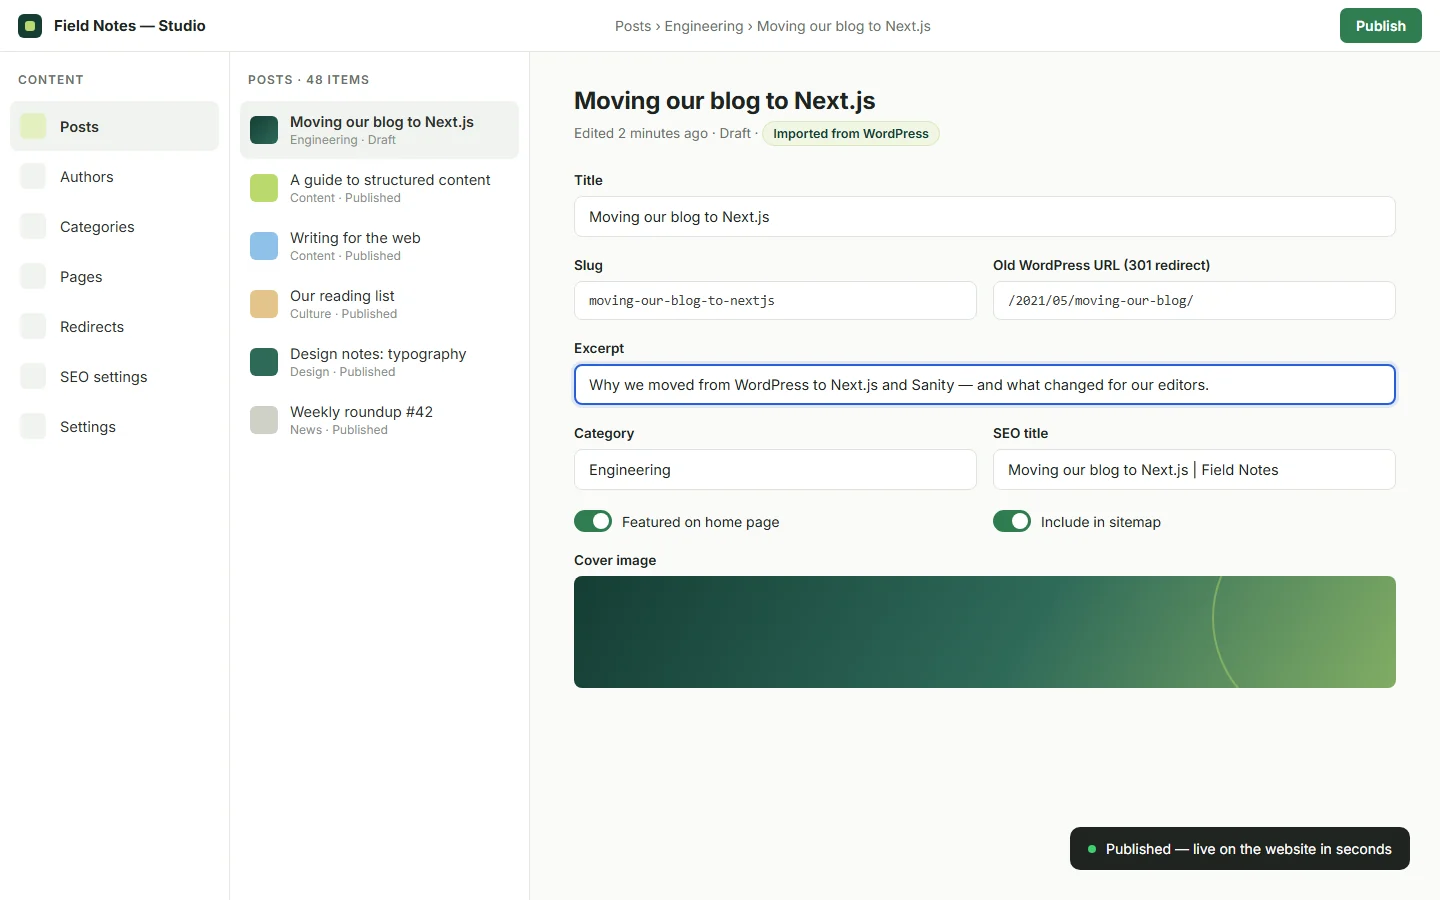 Field Notes — Studio
Posts › Engineering › Moving our blog to Next.js
Publish
CONTENT
Posts
Authors
Categories
Pages
Redirects
SEO settings
Settings
POSTS · 48 ITEMS
Moving our blog to Next.js
Engineering · Draft
A guide to structured content
Content · Published
Writing for the web
Content · Published
Our reading list
Culture · Published
Design notes: typography
Design · Published
Weekly roundup #42
News · Published
Moving our blog to Next.js
Edited 2 minutes ago · Draft · Imported from WordPress
Title
Moving our blog to Next.js
Slug
moving-our-blog-to-nextjs
Old WordPress URL (301 redirect)
/2021/05/moving-our-blog/
Excerpt
Why we moved from WordPress to Next.js and Sanity — and what changed for our editors.
Category
Engineering
SEO title
Moving our blog to Next.js | Field Notes
Featured on home page
Include in sitemap
Cover image
Published — live on the website in seconds